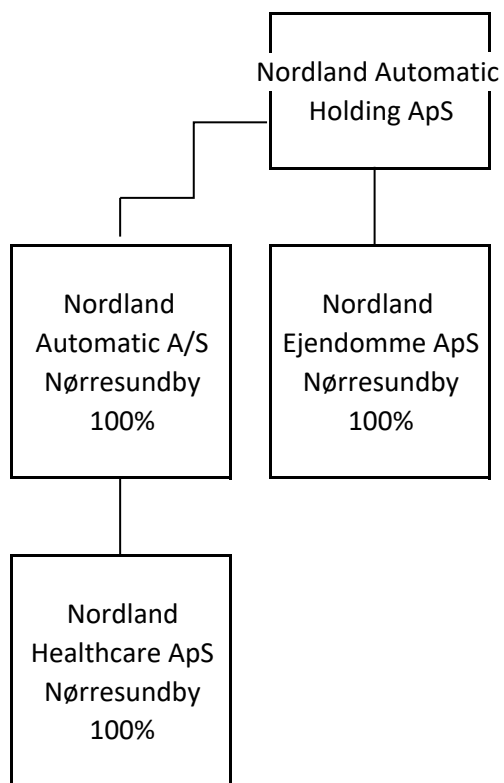 Nordland Automatic
Holding ApS
Nordland
Automatic A/S
Nørresundby
100%
Nordland
Ejendomme ApS
Nørresundby
100%
Nordland
Healthcare ApS
Nørresundby
100%